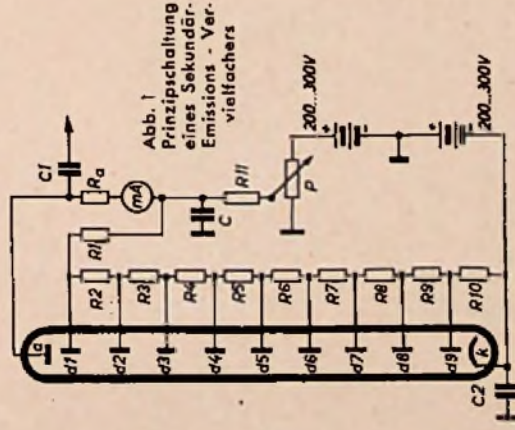 Abb. 1
Prinzipschaltung
eines Sekundär-
Emissions - Ver-
vielfachers
C1
Ra
mA
R1
C
R11
P
200...300V
+
-
+
-
200...300V
R2
R3
R4
R5
R6
R7
R8
R9
R10
a
d1
d2
d3
d4
d5
d6
d7
d8
d9
k
C2